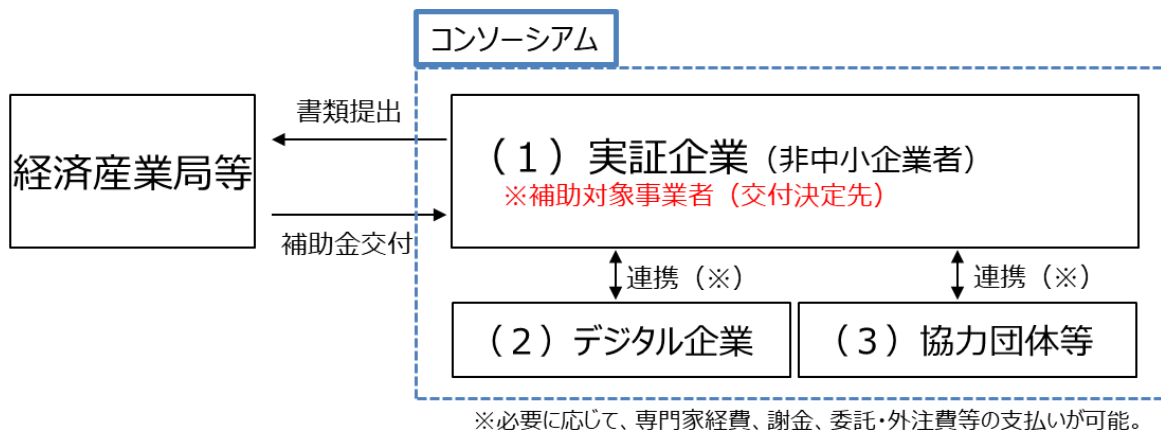 コンソーシアム
書類提出
経済産業局等
補助金交付
（１）実証企業（非中小企業者）
※補助対象事業者（交付決定先）
連携（※）
連携（※）
（２）デジタル企業
（３）協力団体等
※必要に応じて、専門家経費、謝金、委託・外注費等の支払いが可能。